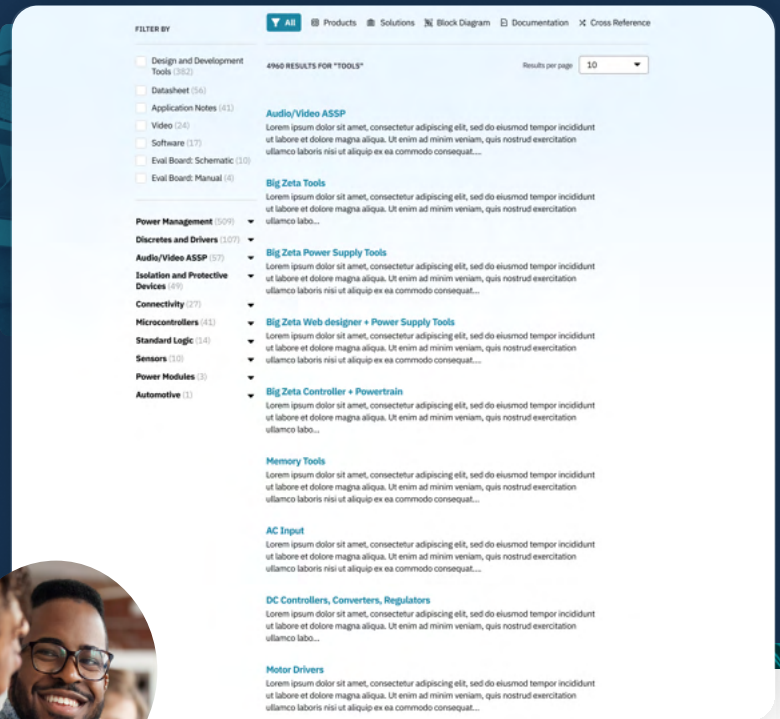 FILTER BY
All
Products
Solutions
Block Diagram
Documentation
Cross Reference
Design and Development
Tools (382)
Datasheet (56)
Application Notes (41)
Video (24)
Software (17)
Eval Board: Schematic (10)
Eval Board: Manual (4)
Power Management (509)
Discretes and Drivers (107)
Audio/Video ASSP (57)
Isolation and Protective
Devices (49)
Connectivity (27)
Microcontrollers (41)
Standard Logic (14)
Sensors (10)
Power Modules (3)
Automotive (1)
4960 RESULTS FOR "TOOLS"
Results per page
10
Audio/Video ASSP
Lorem ipsum dolor sit amet, consectetur adipiscing elit, sed do eiusmod tempor incididunt
ut labore et dolore magna aliqua. Ut enim ad minim veniam, quis nostrud exercitation
ullamco laboris nisi ut aliquip ex ea commodo consequat....
Big Zeta Tools
Lorem ipsum dolor sit amet, consectetur adipiscing elit, sed do eiusmod tempor incididunt
ut labore et dolore magna aliqua. Ut enim ad minim veniam, quis nostrud exercitation
ullamco labo...
Big Zeta Power Supply Tools
Lorem ipsum dolor sit amet, consectetur adipiscing elit, sed do eiusmod tempor incididunt
ut labore et dolore magna aliqua. Ut enim ad minim veniam, quis nostrud exercitation
ullamco laboris nisi ut aliquip ex ea commodo consequat...
Big Zeta Web designer + Power Supply Tools
Lorem ipsum dolor sit amet, consectetur adipiscing elit, sed do eiusmod tempor incididunt
ut labore et dolore magna aliqua. Ut enim ad minim veniam, quis nostrud exercitation
ullamco laboris nisi ut aliquip ex ea commodo consequat....
Big Zeta Controller + Powertrain
Lorem ipsum dolor sit amet, consectetur adipiscing elit, sed do eiusmod tempor incididunt
ut labore et dolore magna aliqua. Ut enim ad minim veniam, quis nostrud exercitation
ullamco labo...
Memory Tools
Lorem ipsum dolor sit amet, consectetur adipiscing elit, sed do eiusmod tempor incididunt
ut labore et dolore magna aliqua. Ut enim ad minim veniam, quis nostrud exercitation
ullamco laboris nisi ut aliquip ex ea commodo consequat...
AC Input
Lorem ipsum dolor sit amet, consectetur adipiscing elit, sed do eiusmod tempor incididunt
ut labore et dolore magna aliqua. Ut enim ad minim veniam, quis nostrud exercitation
ullamco laboris nisi ut aliquip ex ea commodo consequat....
DC Controllers, Converters, Regulators
Lorem ipsum dolor sit amet, consectetur adipiscing elit, sed do eiusmod tempor incididunt
ut labore et dolore magna aliqua. Ut enim ad minim veniam, quis nostrud exercitation
ullamco labo...
Motor Drivers
Lorem ipsum dolor sit amet, consectetur adipiscing elit, sed do eiusmod tempor incididunt
ut labore et dolore magna aliqua. Ut enim ad minim veniam, quis nostrud exercitation
ullamco laboris nisi ut aliquip ex ea commodo consequat...